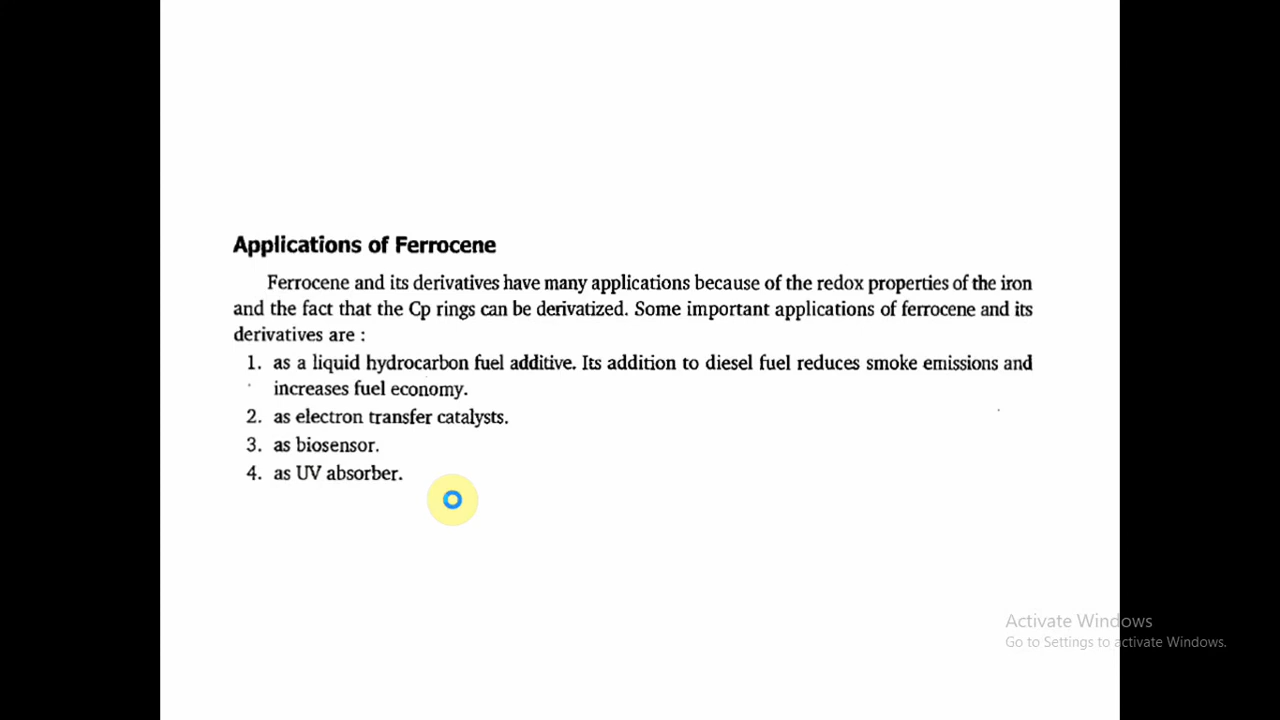 Applications of Ferrocene
Ferrocene and its derivatives have many applications because of the redox properties of the iron
and the fact that the Cp rings can be derivatized. Some important applications of ferrocene and its
derivatives are :
1. as a liquid hydrocarbon fuel additive. Its addition to diesel fuel reduces smoke emissions and
increases fuel economy.
2. as electron transfer catalysts.
3. as biosensor.
4. as UV absorber.
Activate Windows
Go to Settings to activate Windows.